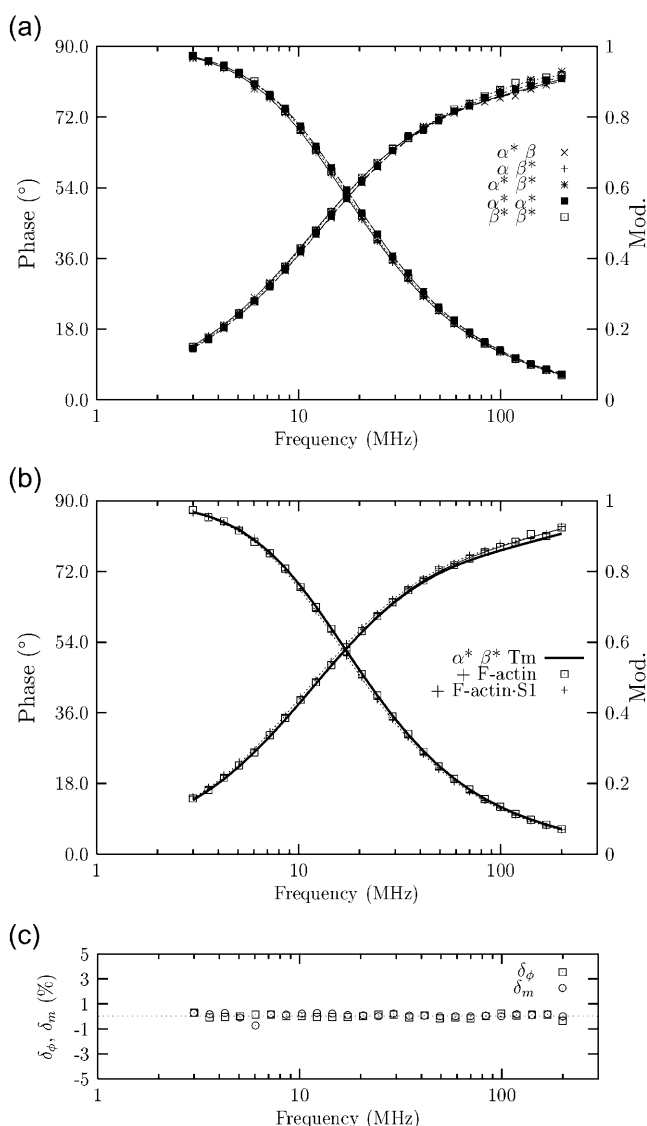 (a)
90.0
72.0
54.0
36.0
18.0
0.0
Phase (°)
1
0.8
0.6
0.4
0.2
0
Mod.
α* β ×
α β* +
α* β* ∗
α* α* ■
β* β* □
1 10 100
Frequency (MHz)
(b)
90.0
72.0
54.0
36.0
18.0
0.0
Phase (°)
1
0.8
0.6
0.4
0.2
0
Mod.
α* β* Tm
+ F-actin □
+ F-actin·S1 +
1 10 100
Frequency (MHz)
(c)
5
3
1
-1
-3
-5
δϕ, δm (%)
δϕ □
δm ○
1 10 100
Frequency (MHz)